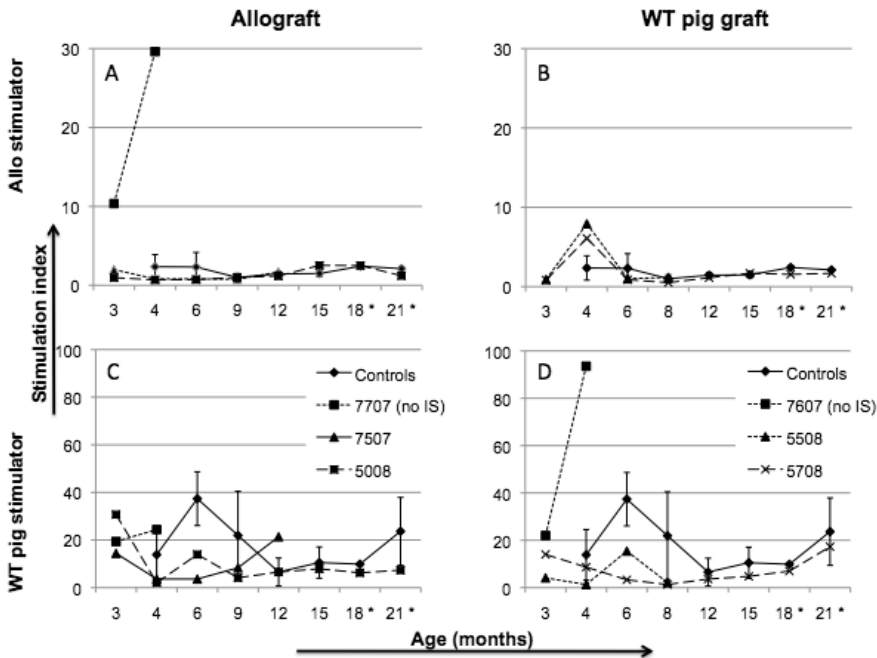 Allograft
WT pig graft
Allo stimulator
WT pig stimulator
Stimulation index
30
20
10
0
A
3 4 6 9 12 15 18 * 21 *
30
20
10
0
B
3 4 6 8 12 15 18 * 21 *
100
80
60
40
20
0
C
Controls
7707 (no IS)
7507
5008
3 4 6 9 12 15 18 * 21 *
100
80
60
40
20
0
D
Controls
7607 (no IS)
5508
5708
3 4 6 8 12 15 18 * 21 *
Age (months)